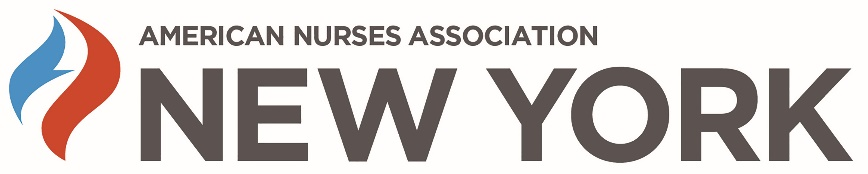 AMERICAN NURSES ASSOCIATION
NEW YORK